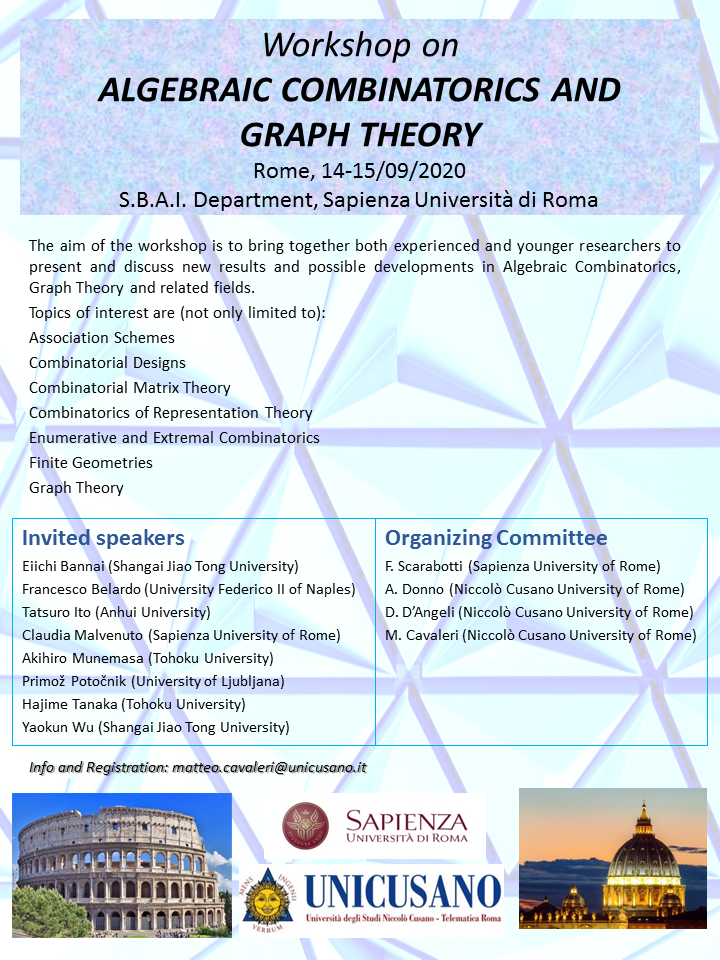 Workshop on
ALGEBRAIC COMBINATORICS AND
GRAPH THEORY
Rome, 14-15/09/2020
S.B.A.I. Department, Sapienza Università di Roma
The aim of the workshop is to bring together both experienced and younger researchers to
present and discuss new results and possible developments in Algebraic Combinatorics,
Graph Theory and related fields.
Topics of interest are (not only limited to):
Association Schemes
Combinatorial Designs
Combinatorial Matrix Theory
Combinatorics of Representation Theory
Enumerative and Extremal Combinatorics
Finite Geometries
Graph Theory
Invited speakers
Eiichi Bannai (Shangai Jiao Tong University)
Francesco Belardo (University Federico II of Naples)
Tatsuro Ito (Anhui University)
Claudia Malvenuto (Sapienza University of Rome)
Akihiro Munemasa (Tohoku University)
Primož Potočnik (University of Ljubljana)
Hajime Tanaka (Tohoku University)
Yaokun Wu (Shangai Jiao Tong University)
Organizing Committee
F. Scarabotti (Sapienza University of Rome)
A. Donno (Niccolò Cusano University of Rome)
D. D’Angeli (Niccolò Cusano University of Rome)
M. Cavaleri (Niccolò Cusano University of Rome)
Info and Registration: matteo.cavaleri@unicusano.it
SAPIENZA
UNIVERSITÀ DI ROMA
MENS INGENII
VERBUM
UNICUSANO
Università degli Studi Niccolò Cusano - Telematica Roma